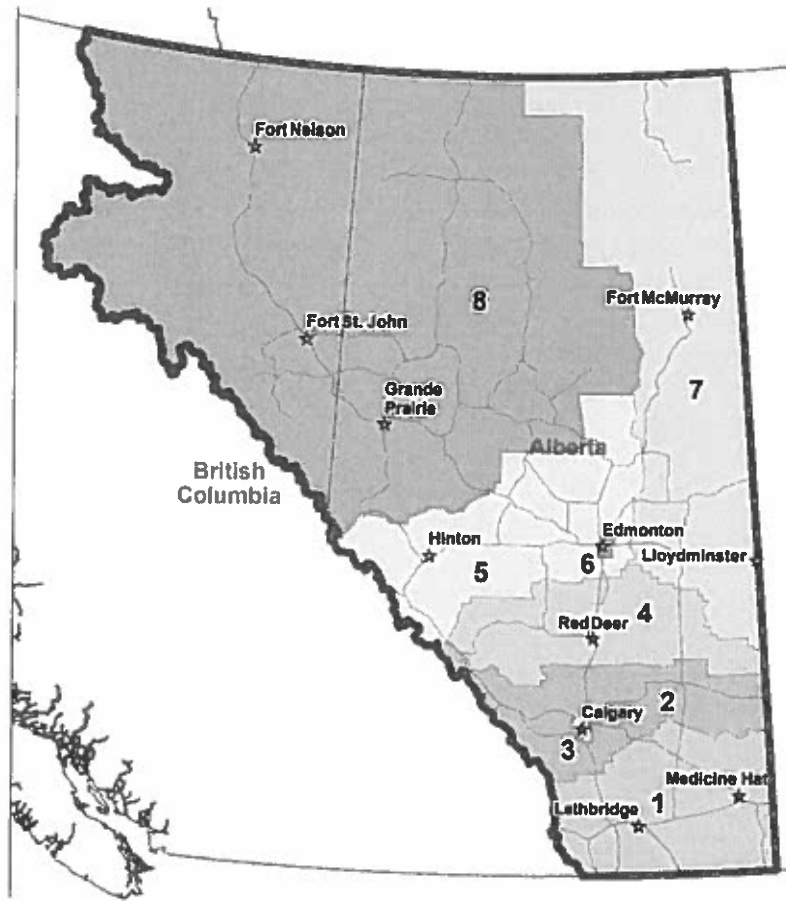 Fort Nelson
8
Fort McMurray
Fort St. John
7
Grande
Prairie
Alberta
British
Columbia
Edmonton
Hinton
6
Lloydminster
5
4
Red Deer
2
Calgary
3
Medicine Hat
1
Lethbridge